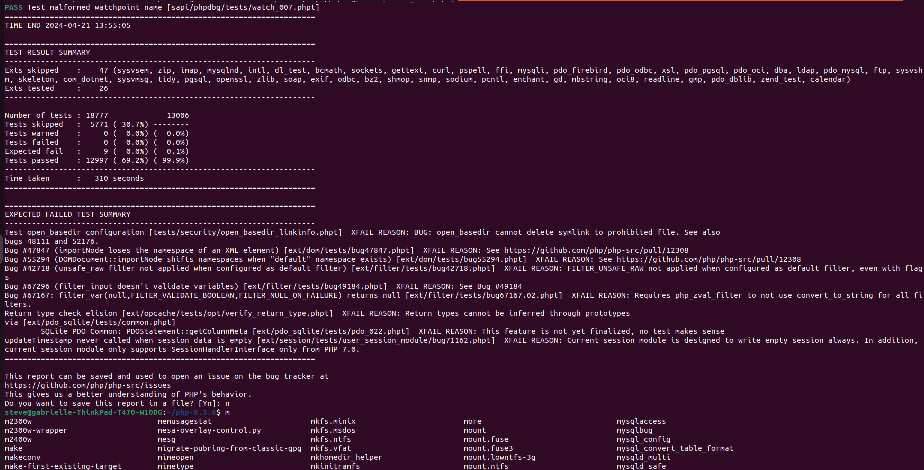 PASS Test malformed watchpoint name [sapi/phpdbg/tests/watch_007.phpt]
=====================================================================
TIME END 2024-04-21 13:55:05
=====================================================================
TEST RESULT SUMMARY
---------------------------------------------------------------------
Exts skipped    :    47 (sysvsem, zip, imap, mysqlnd, intl, dl_test, bcmath, sockets, gettext, curl, pspell, ffi, mysqli, pdo_firebird, pdo_odbc, xsl, pdo_pgsql, pdo_oci, dba, ldap, pdo_mysql, ftp, sysvsh
m, skeleton, com_dotnet, sysvmsg, tidy, pgsql, openssl, zlib, soap, exif, odbc, bz2, shmop, snmp, sodium, pcntl, enchant, gd, mbstring, oci8, readline, gmp, pdo_dblib, zend_test, calendar)
Exts tested     :    26
---------------------------------------------------------------------
Number of tests : 18777             13006
Tests skipped   :  5771 ( 30.7%) --------
Tests warned    :     0 (  0.0%) (  0.0%)
Tests failed    :     0 (  0.0%) (  0.0%)
Expected fail   :     9 (  0.0%) (  0.1%)
Tests passed    : 12997 ( 69.2%) ( 99.9%)
---------------------------------------------------------------------
Time taken      :   310 seconds
=====================================================================
=====================================================================
EXPECTED FAILED TEST SUMMARY
---------------------------------------------------------------------
Test open_basedir configuration [tests/security/open_basedir_linkinfo.phpt]  XFAIL REASON: BUG: open_basedir cannot delete symlink to prohibited file. See also
bugs 48111 and 52176.
Bug #47847 (importNode loses the namespace of an XML element) [ext/dom/tests/bug47847.phpt]  XFAIL REASON: See https://github.com/php/php-src/pull/12308
Bug #55294 (DOMDocument::importNode shifts namespaces when "default" namespace exists) [ext/dom/tests/bug55294.phpt]  XFAIL REASON: See https://github.com/php/php-src/pull/12308
Bug #42718 (unsafe_raw filter not applied when configured as default filter) [ext/filter/tests/bug42718.phpt]  XFAIL REASON: FILTER_UNSAFE_RAW not applied when configured as default filter, even with flag
s
Bug #67296 (filter_input doesn't validate variables) [ext/filter/tests/bug49184.phpt]  XFAIL REASON: See Bug #49184
Bug #67167: filter_var(null,FILTER_VALIDATE_BOOLEAN,FILTER_NULL_ON_FAILURE) returns null [ext/filter/tests/bug67167.02.phpt]  XFAIL REASON: Requires php_zval_filter to not use convert_to_string for all fi
lters.
Return type check elision [ext/opcache/tests/opt/verify_return_type.phpt]  XFAIL REASON: Return types cannot be inferred through prototypes
via [ext/pdo_sqlite/tests/common.phpt]
        SQLite PDO Common: PDOStatement::getColumnMeta [ext/pdo_sqlite/tests/pdo_022.phpt]  XFAIL REASON: This feature is not yet finalized, no test makes sense
updateTimestamp never called when session data is empty [ext/session/tests/user_session_module/bug71162.phpt]  XFAIL REASON: Current session module is designed to write empty session always. In addition,
current session module only supports SessionHandlerInterface only from PHP 7.0.
=====================================================================
This report can be saved and used to open an issue on the bug tracker at
https://github.com/php/php-src/issues
This gives us a better understanding of PHP's behavior.
Do you want to save this report in a file? [Yn]: n
steve@gabrielle-ThinkPad-T470-W10DG: $ m
m2300w                     memusagestat               mkfs.minix                 more                       mysqlaccess
m2300w-wrapper             mesa-overlay-control.py    mkfs.msdos                 mount                      mysqlbug
m2400w                     mesg                       mkfs.ntfs                  mount.fuse                 mysql_config
make                       migrate-pubring-from-classic-gpg  mkfs.vfat           mount.fuse3                mysql_convert_table_format
makeconv                   mimeopen                   mkhomedir_helper           mount.lowntfs-3g           mysqld_multi
make-first-existing-target mimetype                   mkinitramfs                mount.ntfs                 mysqld_safe